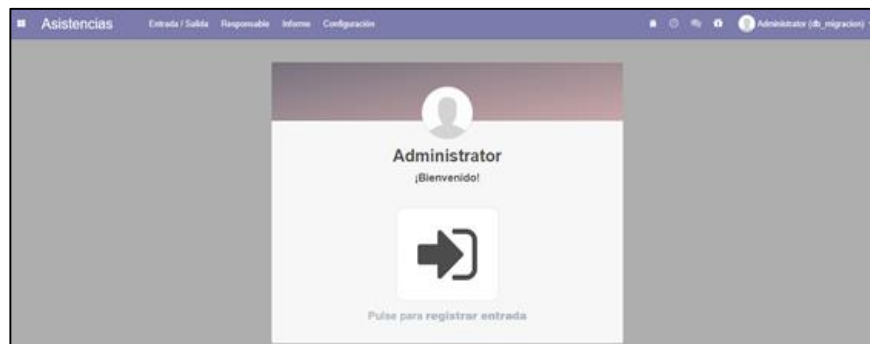 Asistencias Entrada / Salida Responsable Informe Configuración Administrator (db_migracion)
Administrator
¡Bienvenido!
Pulse para registrar entrada